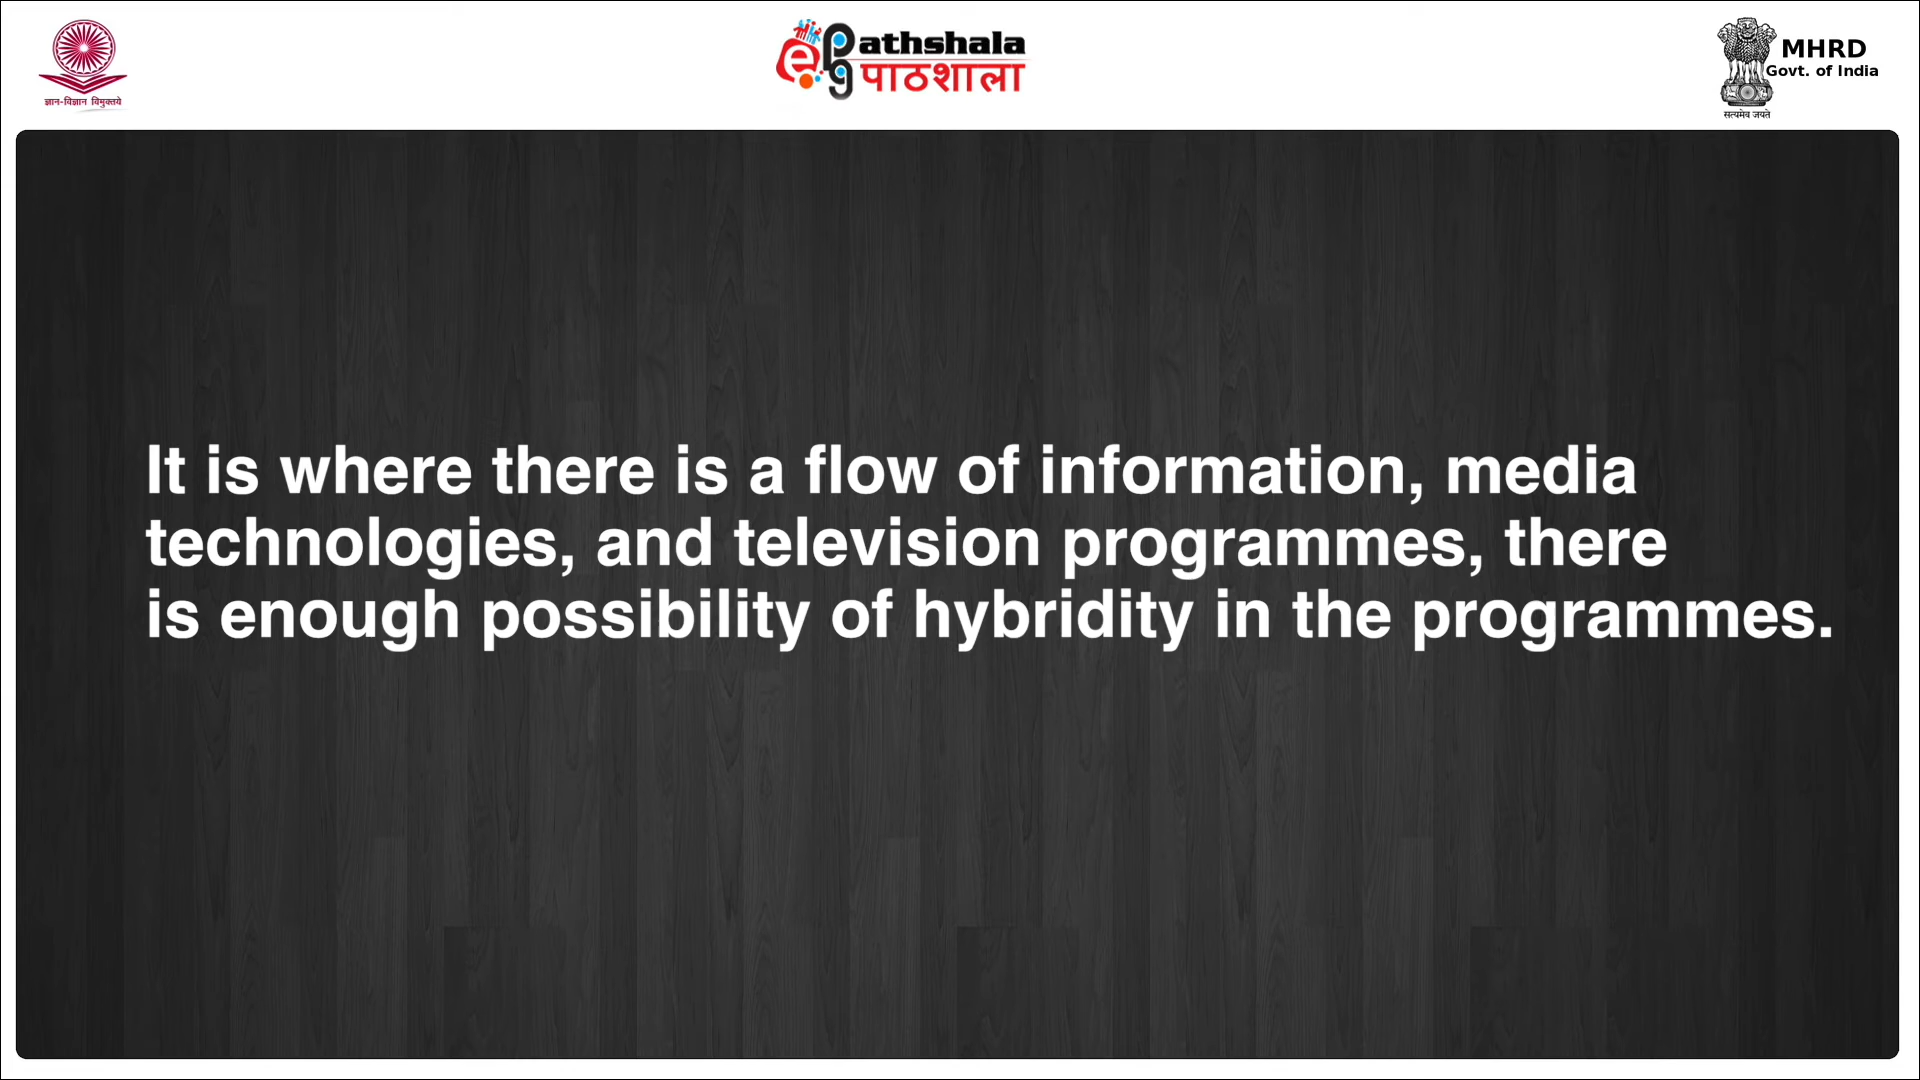 ज्ञान-विज्ञान विमुक्तये
e pg athshala
पाठशाला
MHRD
Govt. of India
सत्यमेव जयते
It is where there is a flow of information, media
technologies, and television programmes, there
is enough possibility of hybridity in the programmes.